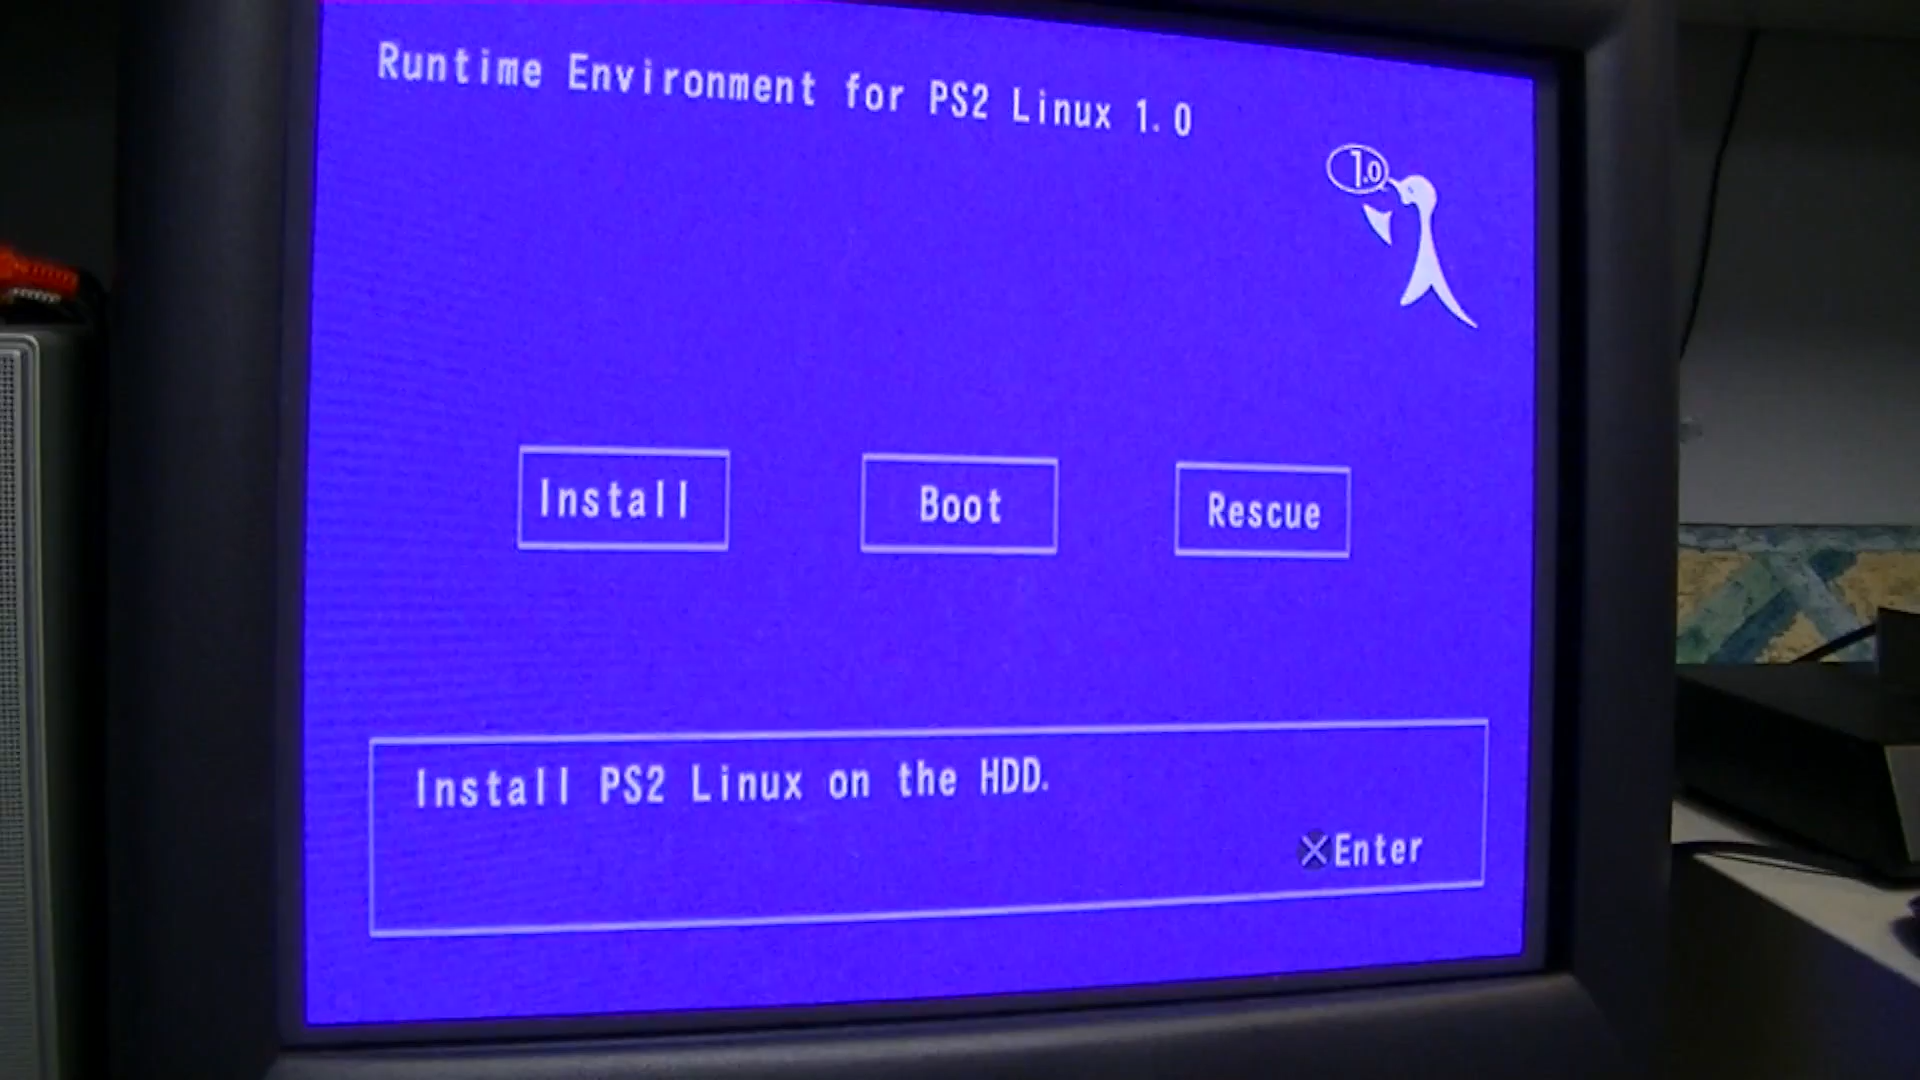 Runtime Environment for PS2 Linux 1.0
1.0
Install
Boot
Rescue
Install PS2 Linux on the HDD.
Enter